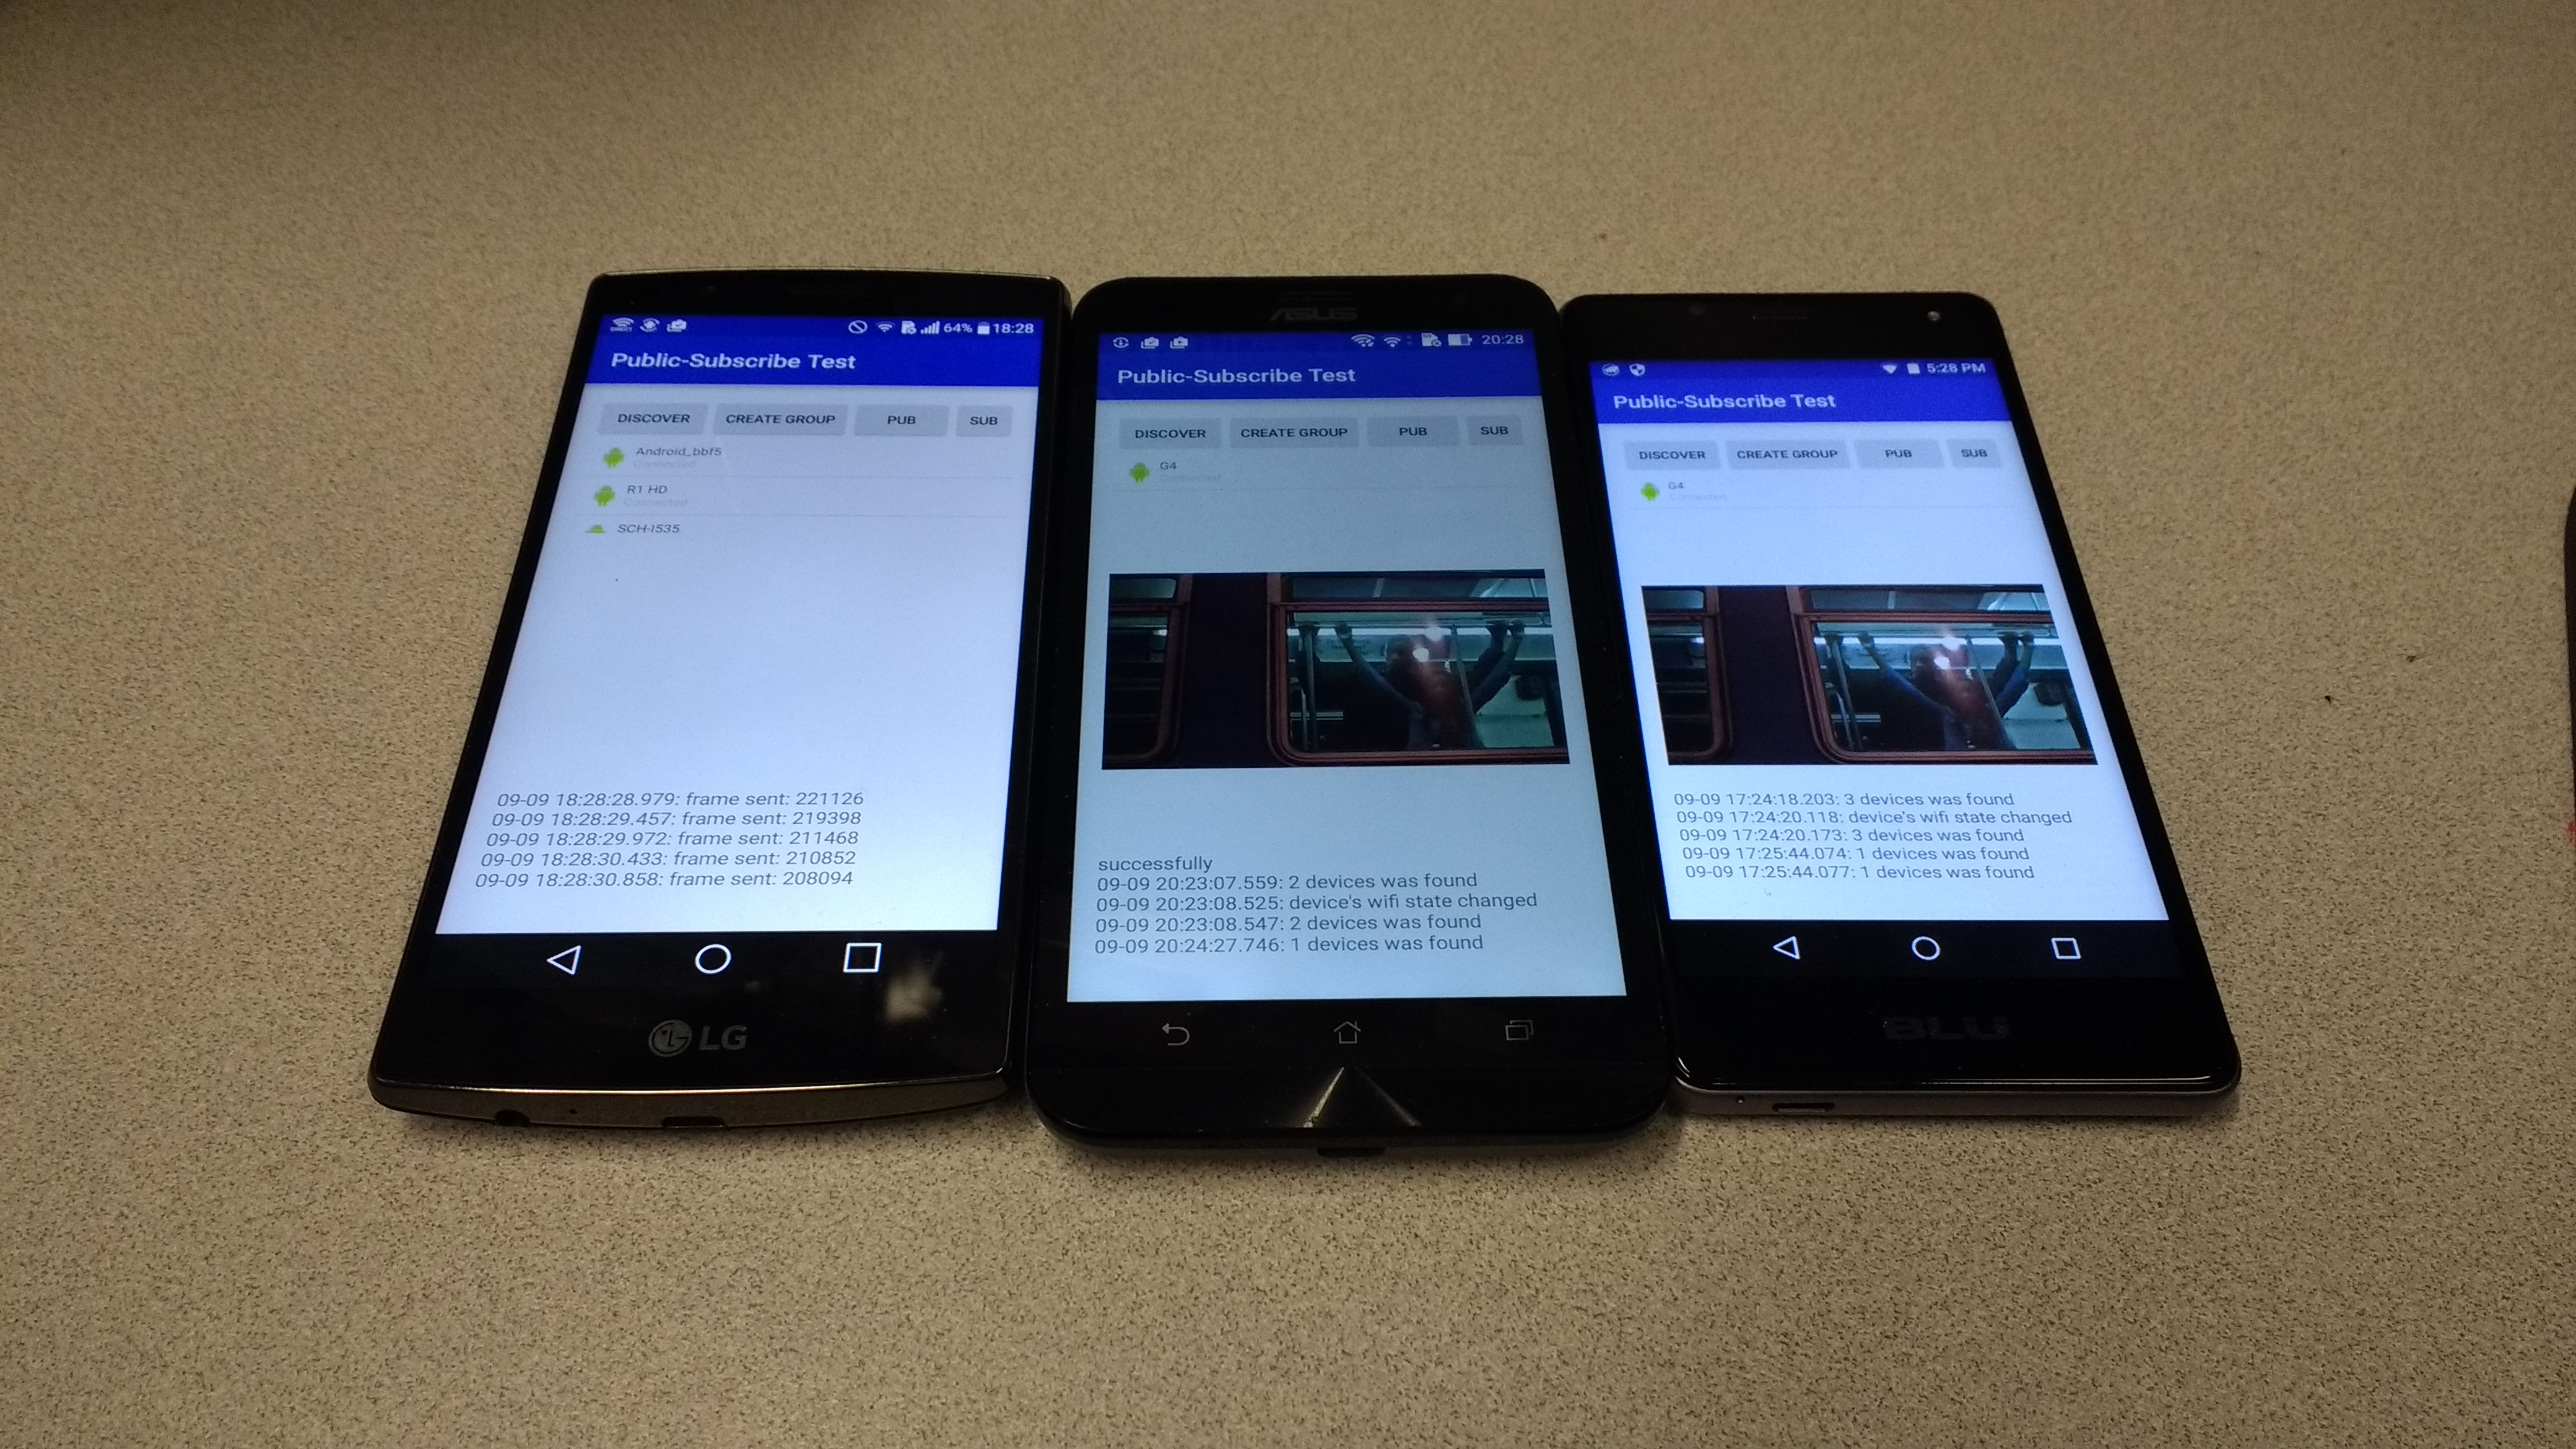 DIRECT
64% 18:28
Public-Subscribe Test
DISCOVER CREATE GROUP PUB SUB
Android_bbf5
Connected
R1 HD
Connected
SCH-I535
09-09 18:28:28.979: frame sent: 221126
09-09 18:28:29.457: frame sent: 219398
09-09 18:28:29.972: frame sent: 211468
09-09 18:28:30.433: frame sent: 210852
09-09 18:28:30.858: frame sent: 208094
LG
ASUS
20:28
Public-Subscribe Test
DISCOVER CREATE GROUP PUB SUB
G4
Connected
successfully
09-09 20:23:07.559: 2 devices was found
09-09 20:23:08.525: device's wifi state changed
09-09 20:23:08.547: 2 devices was found
09-09 20:24:27.746: 1 devices was found
5:28 PM
Public-Subscribe Test
DISCOVER CREATE GROUP PUB SUB
G4
Connected
09-09 17:24:18.203: 3 devices was found
09-09 17:24:20.118: device's wifi state changed
09-09 17:24:20.173: 3 devices was found
09-09 17:25:44.074: 1 devices was found
09-09 17:25:44.077: 1 devices was found
BLU